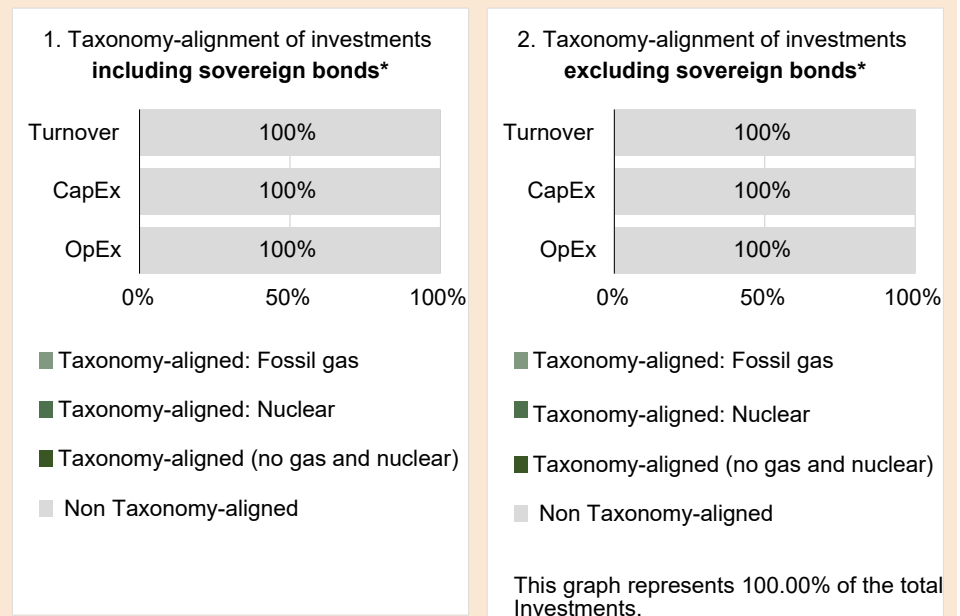 1. Taxonomy-alignment of investments
including sovereign bonds*
Turnover
100%
CapEx
100%
OpEx
100%
0%
50%
100%
Taxonomy-aligned: Fossil gas
Taxonomy-aligned: Nuclear
Taxonomy-aligned (no gas and nuclear)
Non Taxonomy-aligned
2. Taxonomy-alignment of investments
excluding sovereign bonds*
Turnover
100%
CapEx
100%
OpEx
100%
0%
50%
100%
Taxonomy-aligned: Fossil gas
Taxonomy-aligned: Nuclear
Taxonomy-aligned (no gas and nuclear)
Non Taxonomy-aligned
This graph represents 100.00% of the total
Investments.